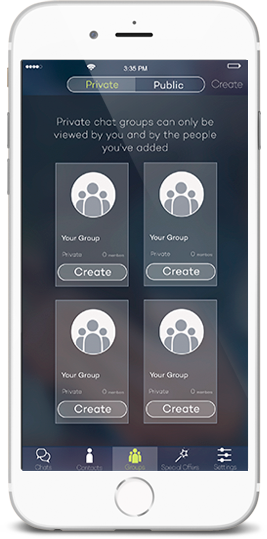 3:35 PM
Private Public Create
Private chat groups can only be
viewed by you and by the people
you've added
Your Group Your Group
Private 0 members Private 0 members
Create Create
Your Group Your Group
Private 0 members Private 0 members
Create Create
Chats Contacts Groups Special Offers Settings